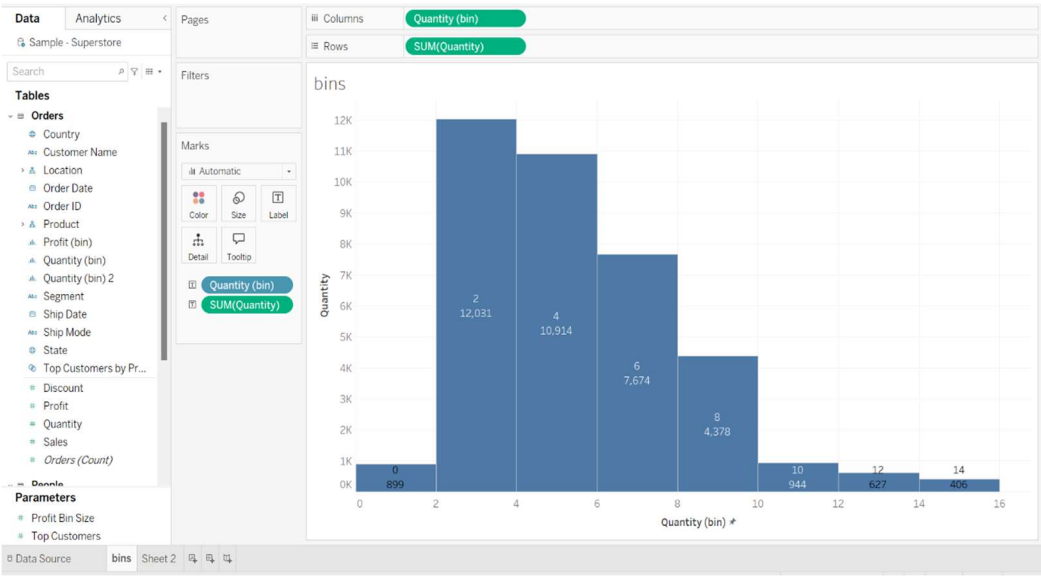 Data
Analytics
Sample - Superstore
Search
Tables
Orders
Country
Abc Customer Name
Location
Order Date
Abc Order ID
Product
Profit (bin)
Quantity (bin)
Quantity (bin) 2
Abc Segment
Ship Date
Abc Ship Mode
State
Top Customers by Pr...
# Discount
# Profit
# Quantity
# Sales
# Orders (Count)
People
Parameters
# Profit Bin Size
# Top Customers
Pages
Filters
Marks
Automatic
Color Size Label
Detail Tooltip
Quantity (bin)
SUM(Quantity)
Columns Quantity (bin)
Rows SUM(Quantity)
bins
12K
11K
10K
9K
8K
7K
6K
5K
4K
3K
2K
1K
0K
Quantity
0
899
2
12,031
4
10,914
6
7,674
8
4,378
10
944
12
627
14
406
0 2 4 6 8 10 12 14 16
Quantity (bin)
Data Source bins Sheet 2